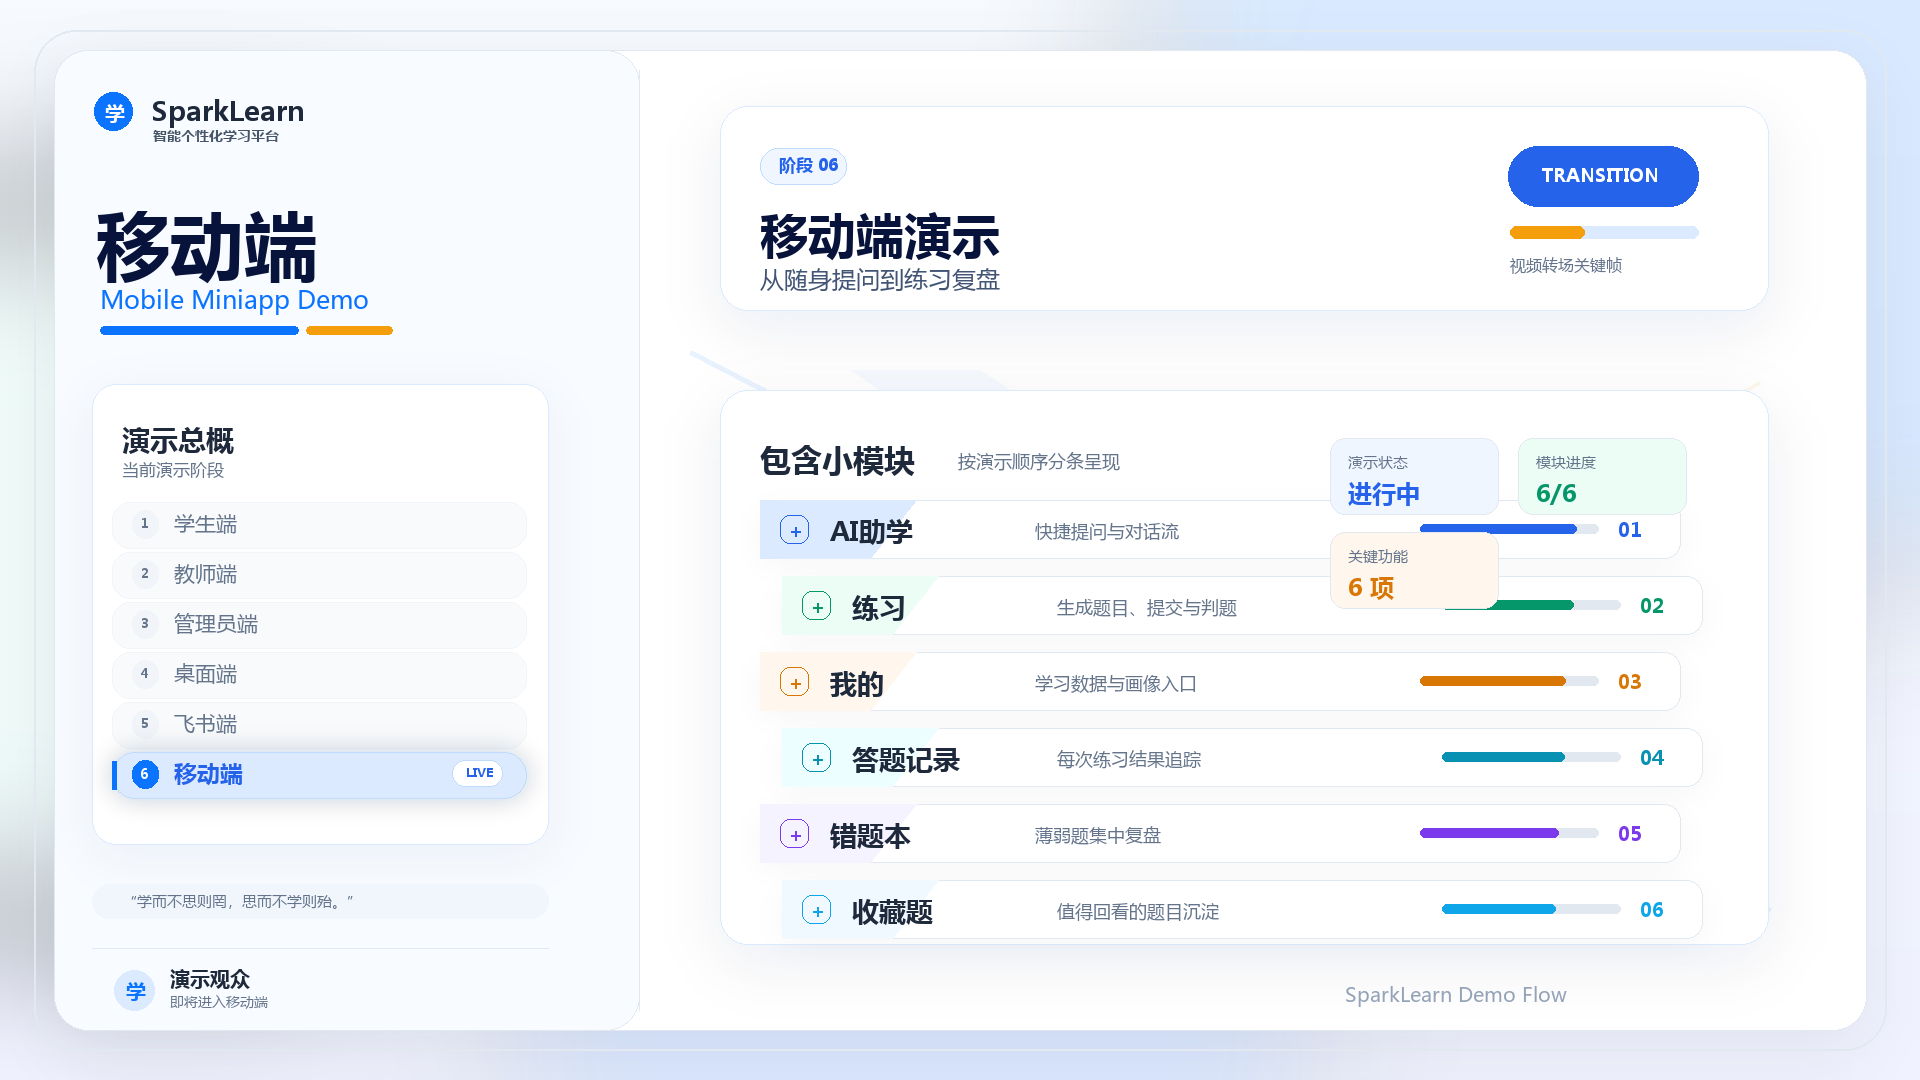 学
SparkLearn
智能个性化学习平台
移动端
Mobile Miniapp Demo
演示总概
当前演示阶段
1 学生端
2 教师端
3 管理员端
4 桌面端
5 飞书端
6 移动端 LIVE
"学而不思则罔，思而不学则殆。"
学
演示观众
即将进入移动端
阶段 06
移动端演示
从随身提问到练习复盘
TRANSITION
视频转场关键帧
包含小模块 按演示顺序分条呈现
演示状态
进行中
模块进度
6/6
关键功能
6 项
+ AI助学 快捷提问与对话流 01
+ 练习 生成题目、提交与判题 02
+ 我的 学习数据与画像入口 03
+ 答题记录 每次练习结果追踪 04
+ 错题本 薄弱题集中复盘 05
+ 收藏题 值得回看的题目沉淀 06
SparkLearn Demo Flow